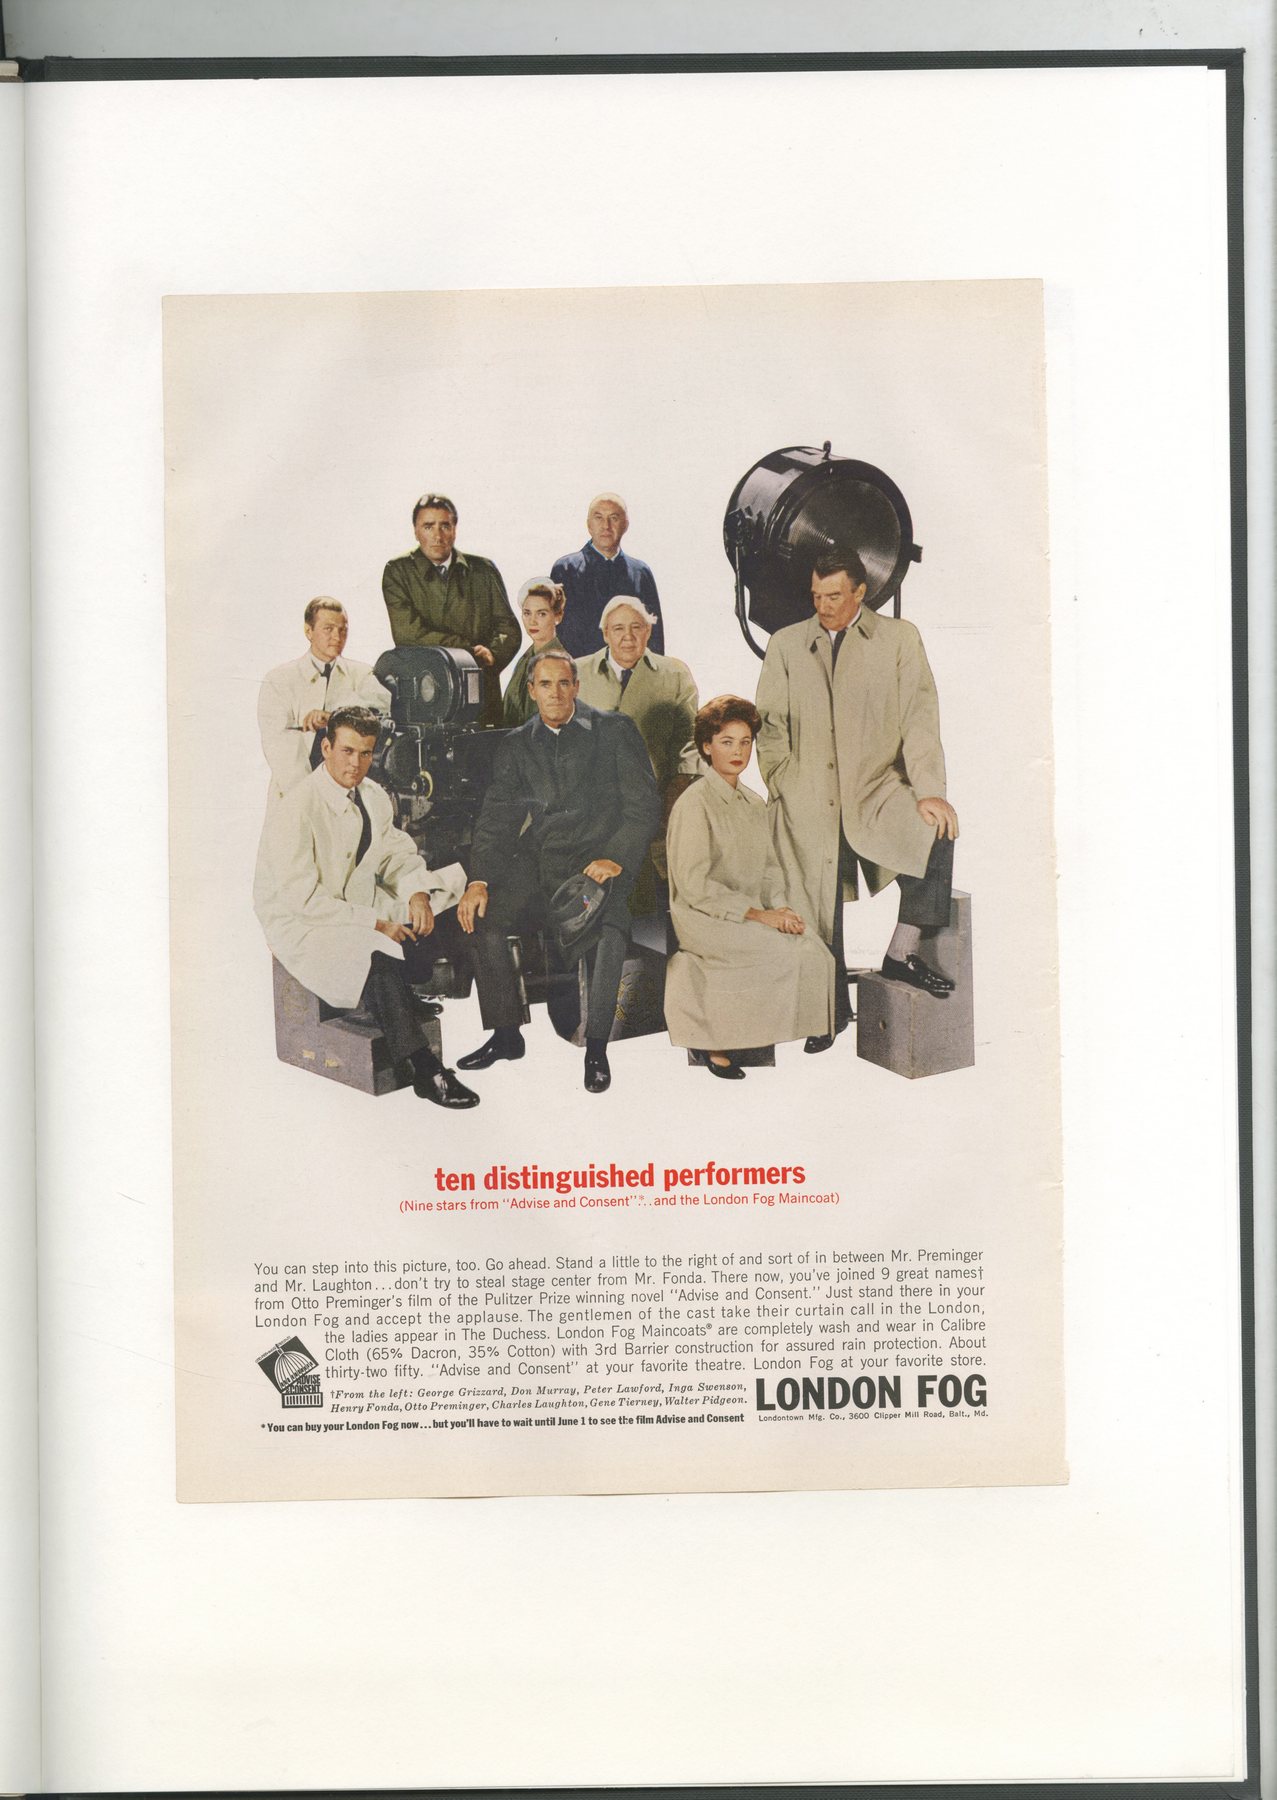 ten distinguished performers
(Nine stars from "Advise and Consent"*... and the London Fog Maincoat)
You can step into this picture, too. Go ahead. Stand a little to the right of and sort of in between Mr. Preminger
and Mr. Laughton...don't try to steal stage center from Mr. Fonda. There now, you've joined 9 great names†
from Otto Preminger's film of the Pulitzer Prize winning novel "Advise and Consent." Just stand there in your
London Fog and accept the applause. The gentlemen of the cast take their curtain call in the London,
the ladies appear in The Duchess. London Fog Maincoats® are completely wash and wear in Calibre
Cloth (65% Dacron, 35% Cotton) with 3rd Barrier construction for assured rain protection. About
thirty-two fifty. "Advise and Consent" at your favorite theatre. London Fog at your favorite store.
ADVISE
&CONSENT
†From the left: George Grizzard, Don Murray, Peter Lawford, Inga Swenson,
Henry Fonda, Otto Preminger, Charles Laughton, Gene Tierney, Walter Pidgeon.
*You can buy your London Fog now...but you'll have to wait until June 1 to see the film Advise and Consent
LONDON FOG
Londontown Mfg. Co., 3600 Clipper Mill Road, Balt., Md.